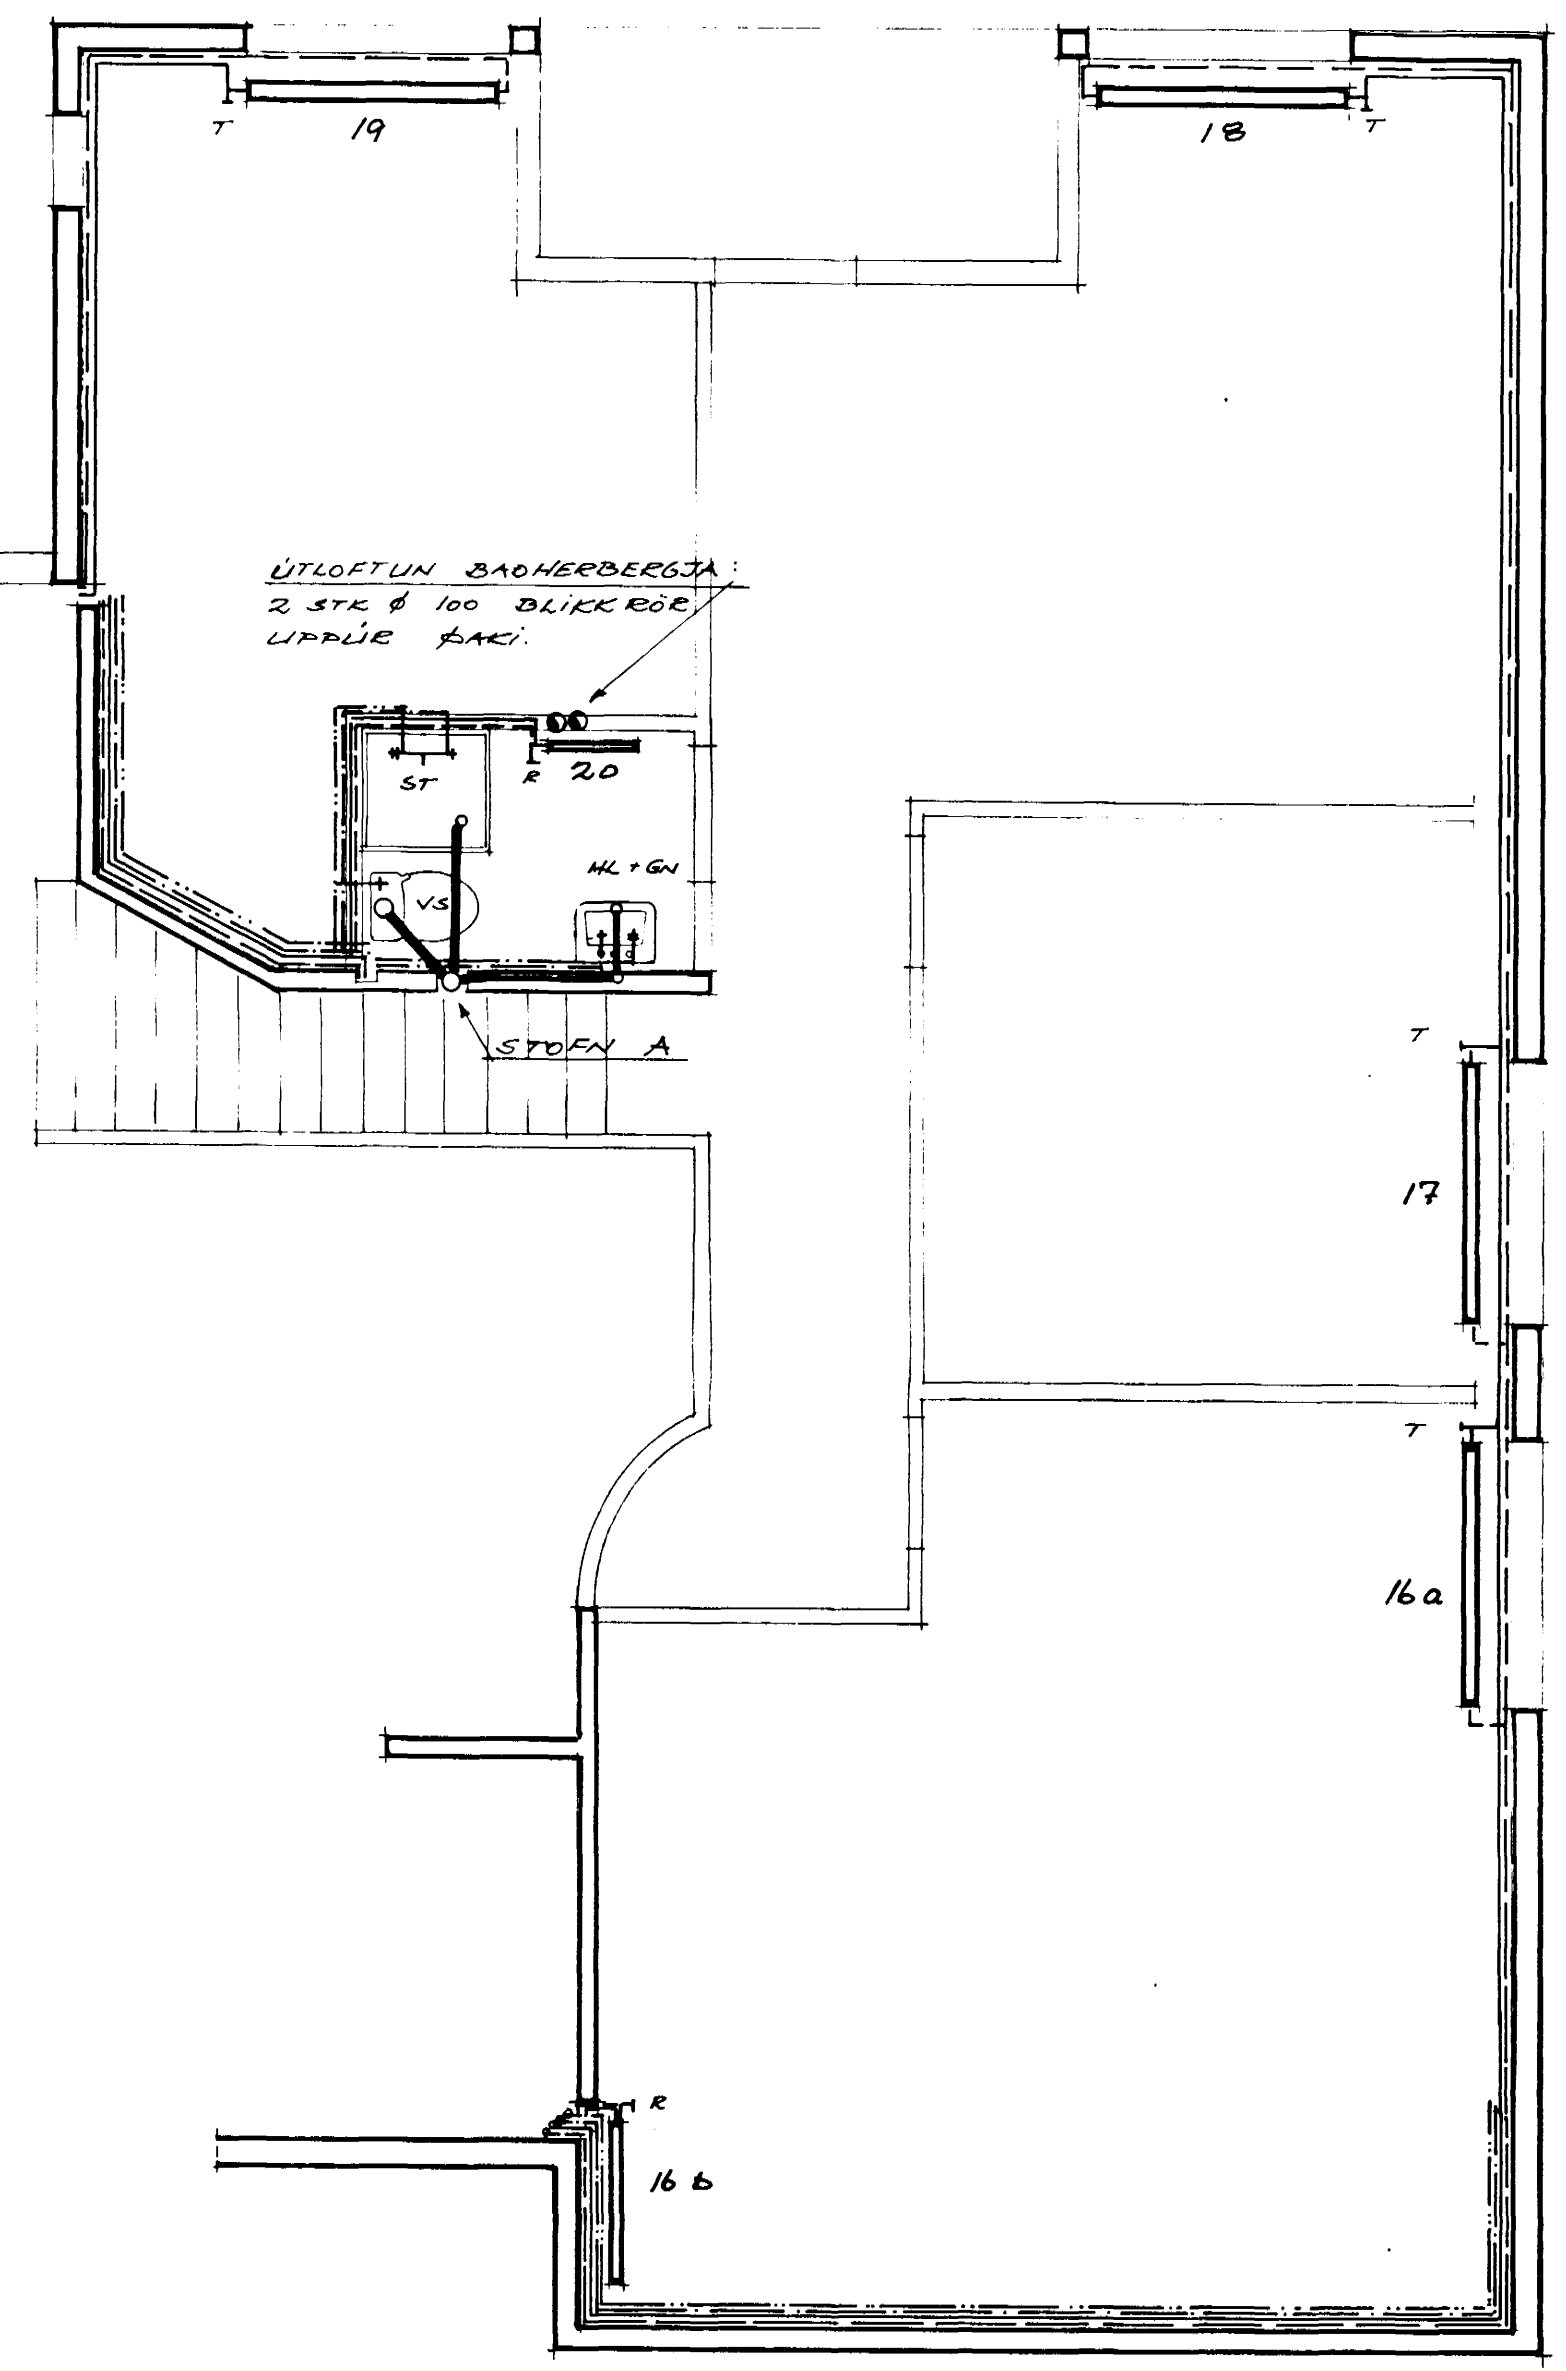 T
19
18
T
ÚTLOFTUN BAÐHERBERGJA:
2 STK Ø 100 BLIKKRÖR
UPPÚR ÞAKI.
ST
R
20
HL + GN
VS
STOFN A
T
17
T
16a
R
16 b